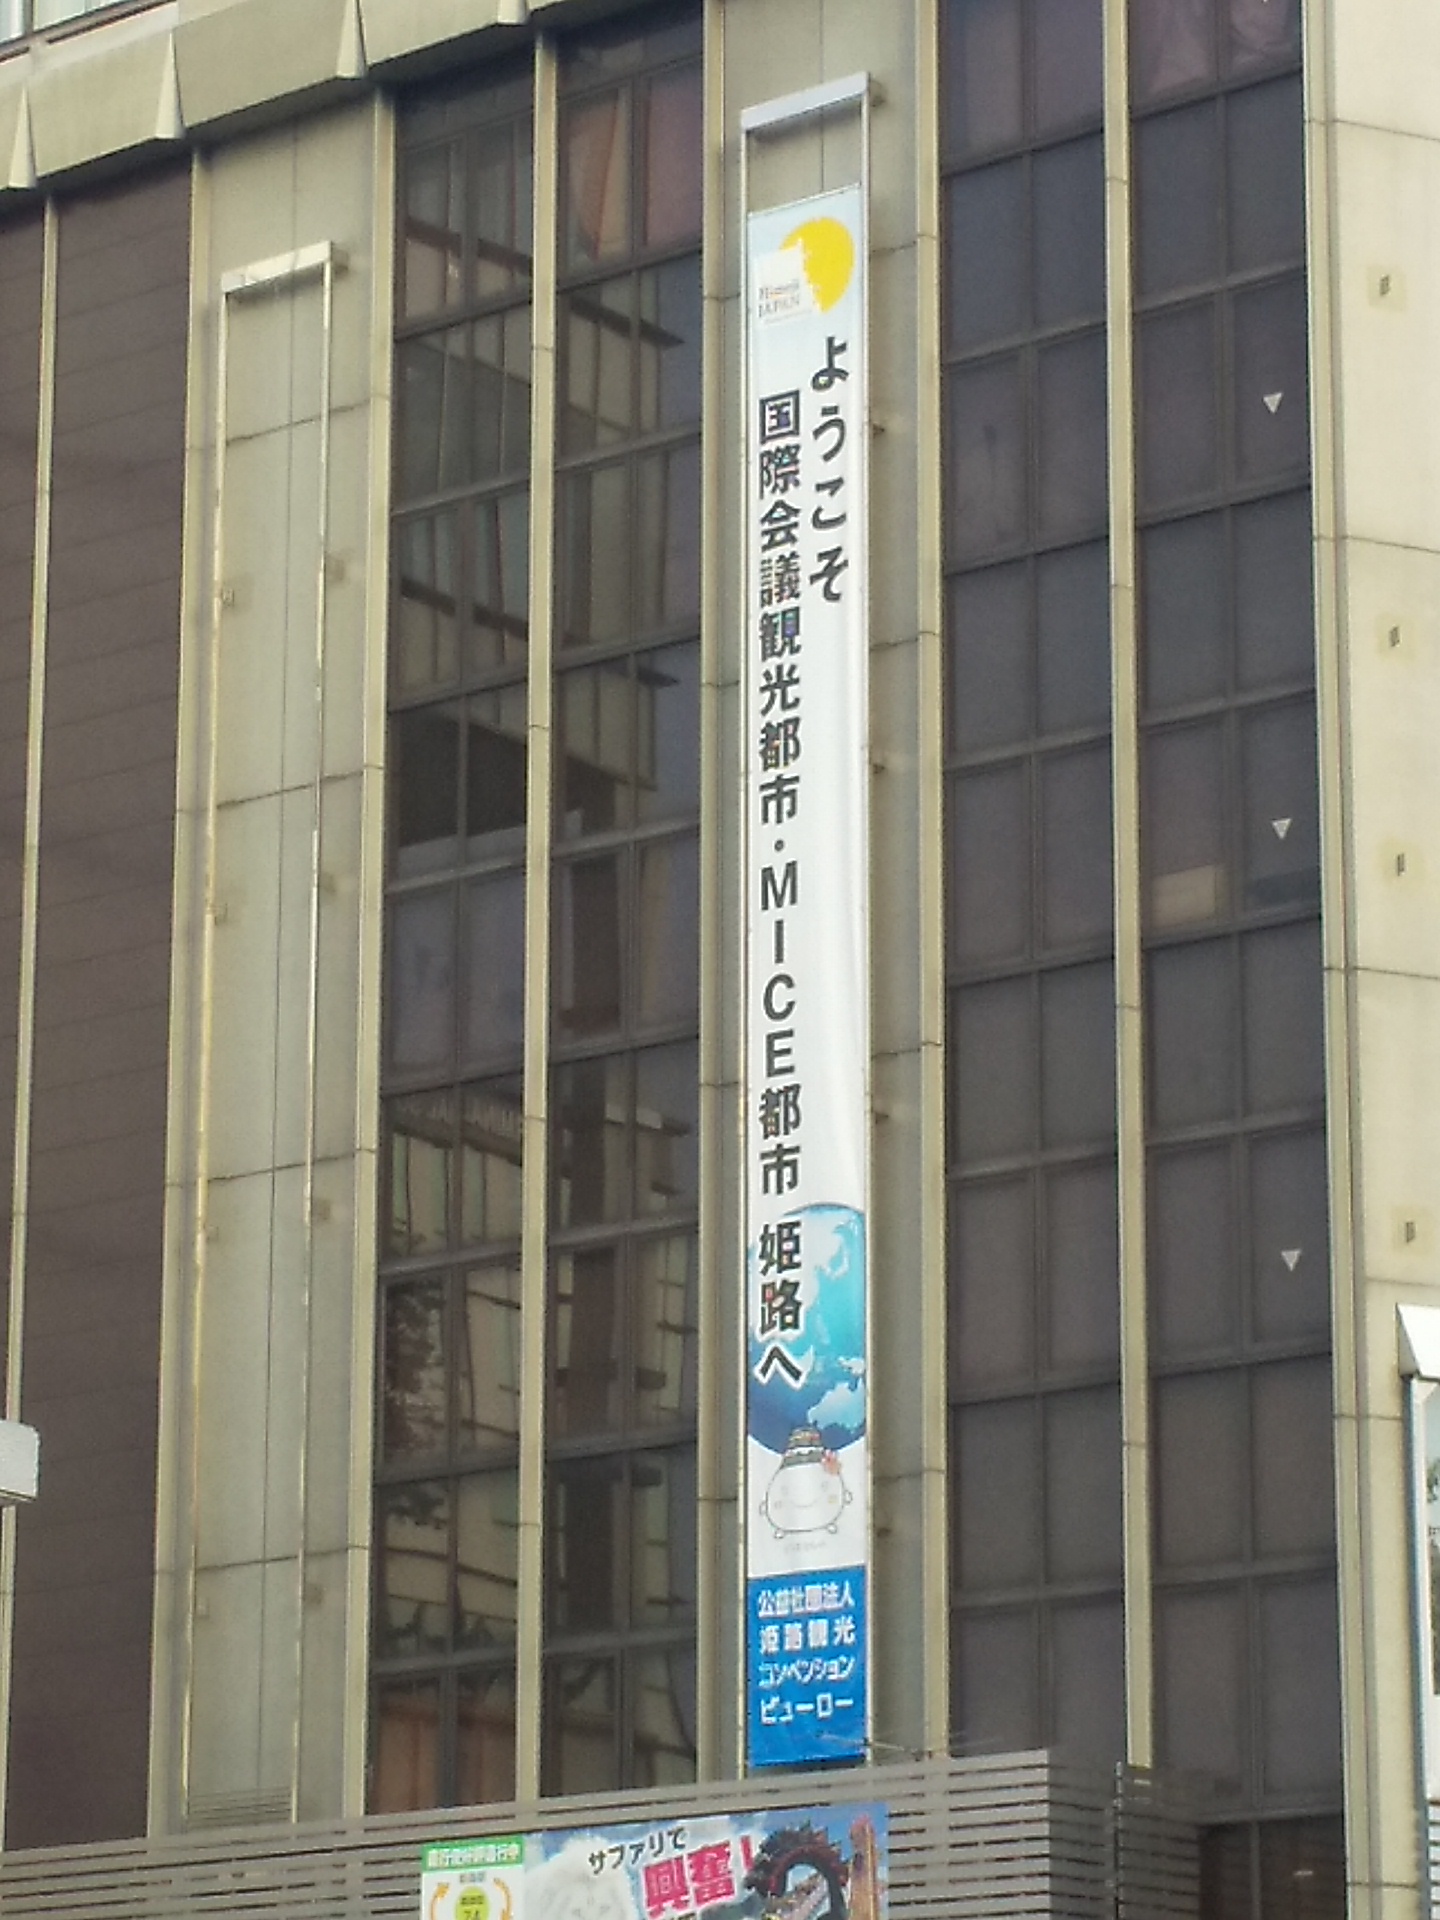 Himeji
JAPAN
ようこそ
国際会議観光都市・MICE都市 姫路へ
公益社団法人
姫路観光
コンベンション
ビューロー
サファリで
興奮!